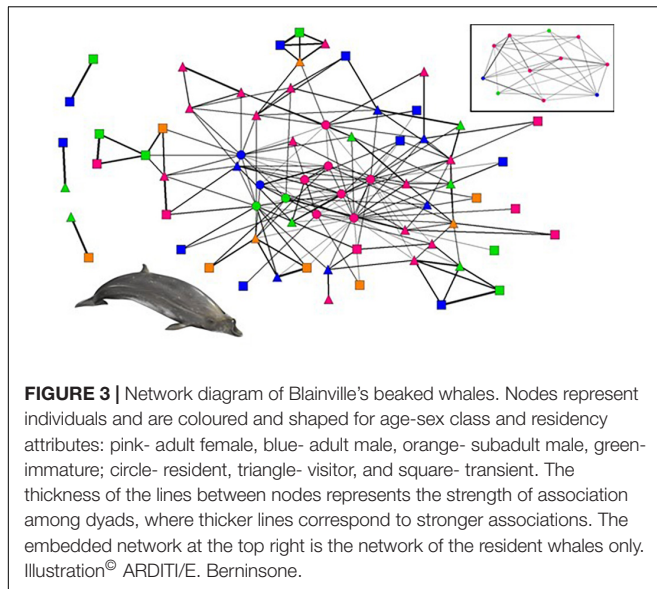 FIGURE 3 | Network diagram of Blainville's beaked whales. Nodes represent
individuals and are coloured and shaped for age-sex class and residency
attributes: pink- adult female, blue- adult male, orange- subadult male, green-
immature; circle- resident, triangle- visitor, and square- transient. The
thickness of the lines between nodes represents the strength of association
among dyads, where thicker lines correspond to stronger associations. The
embedded network at the top right is the network of the resident whales only.
Illustration© ARDITI/E. Berninsone.